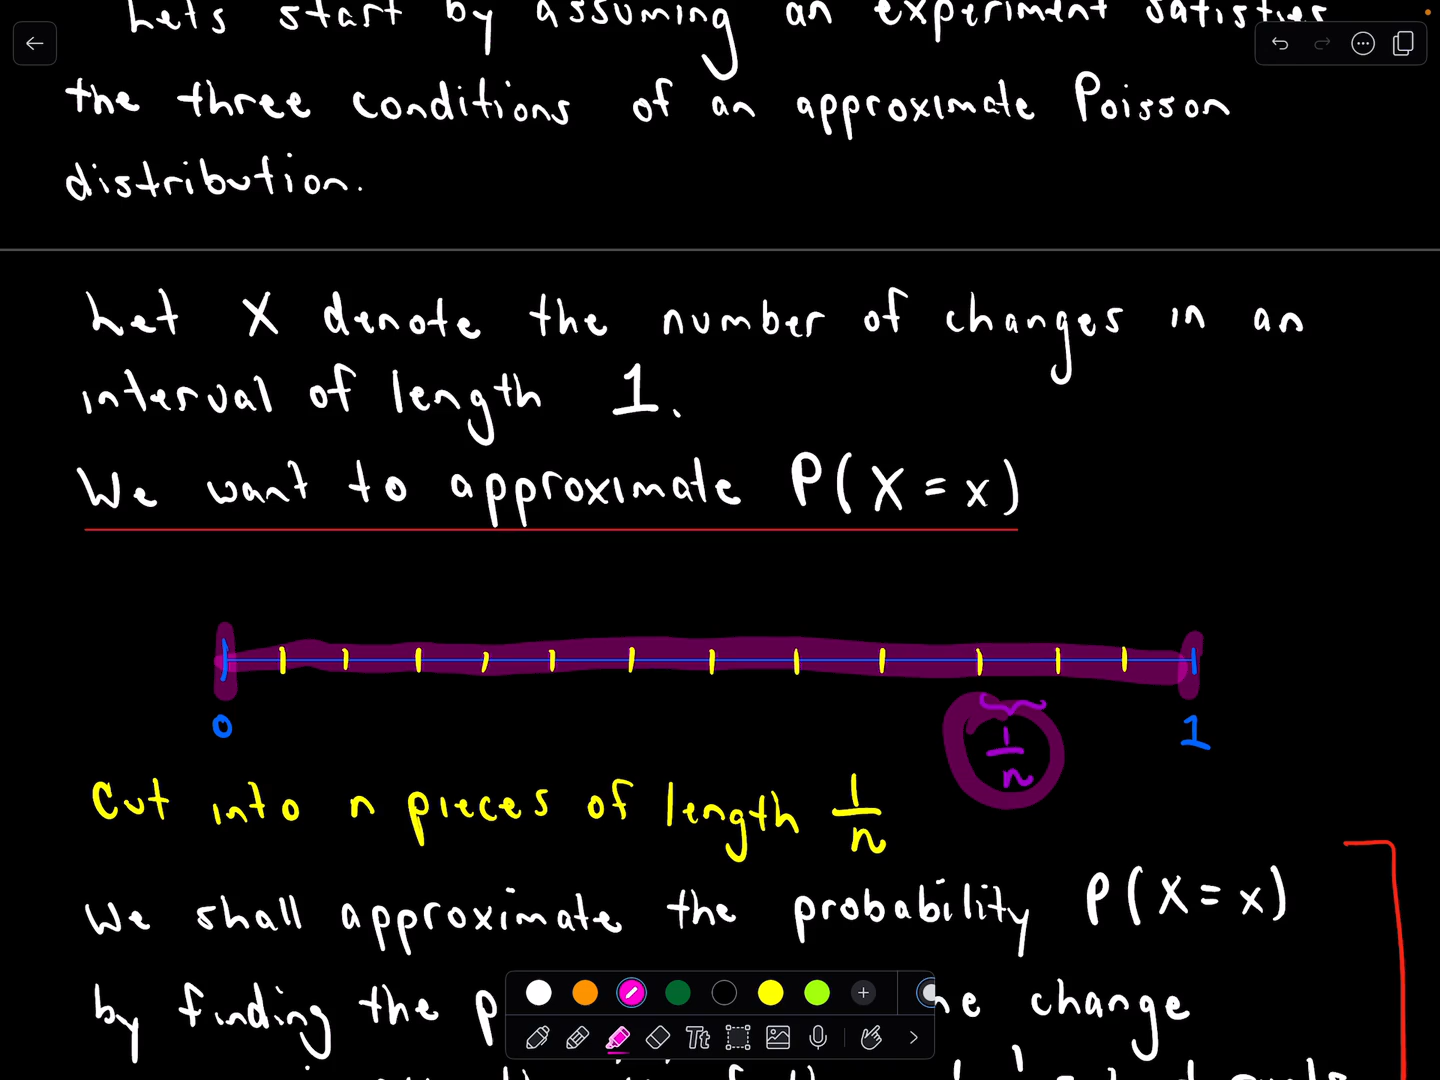 Lets start by assuming an experiment satisfies
the three conditions of an approximate Poisson
distribution.
Let X denote the number of changes in an
interval of length 1.
We want to approximate P(X = x)
0
1
1/n
Cut into n pieces of length 1/n
We shall approximate the probability P(X = x)
by finding the p
ne change
Tt